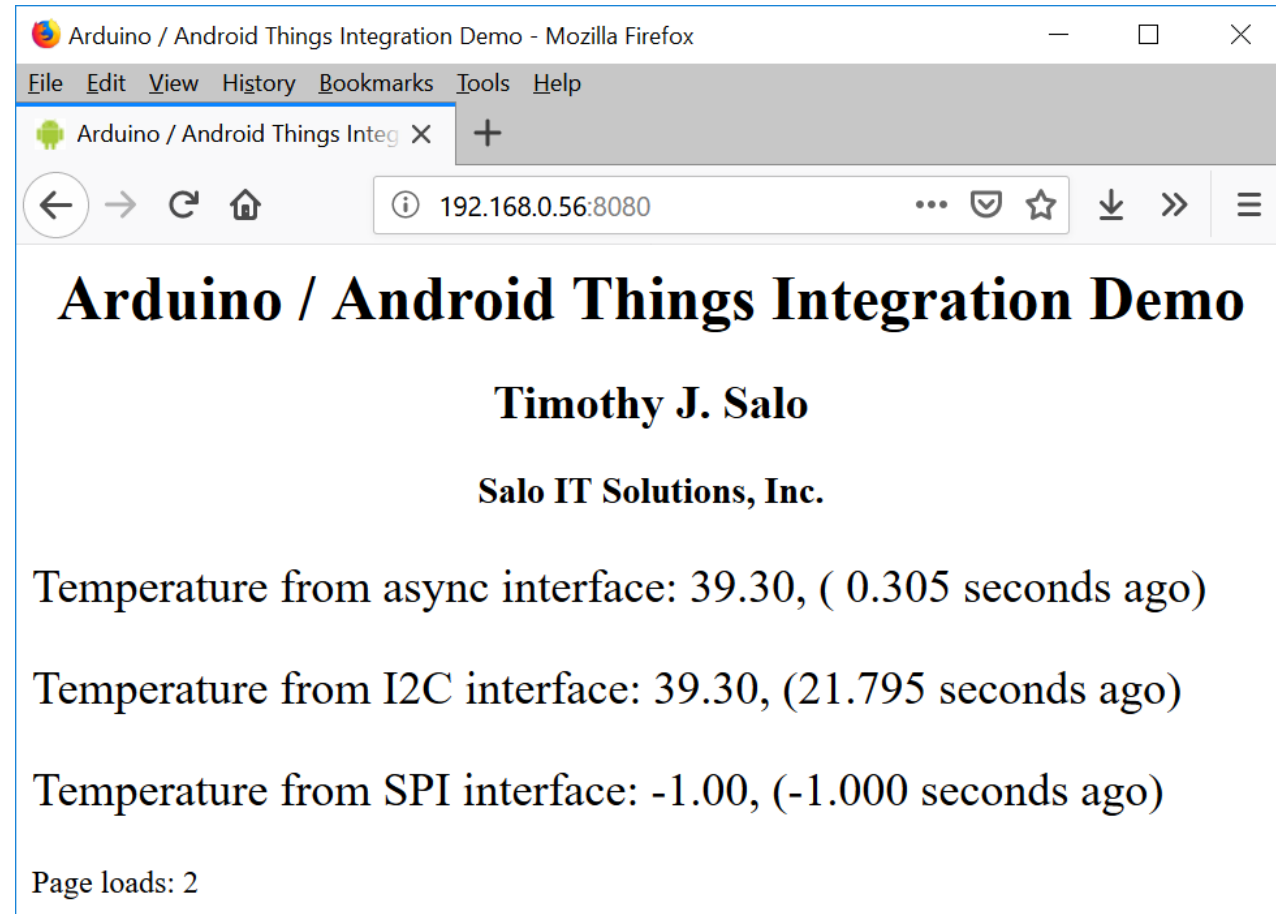 Arduino / Android Things Integration Demo - Mozilla Firefox
File Edit View History Bookmarks Tools Help
Arduino / Android Things Integ
192.168.0.56:8080
Arduino / Android Things Integration Demo
Timothy J. Salo
Salo IT Solutions, Inc.
Temperature from async interface: 39.30, ( 0.305 seconds ago)
Temperature from I2C interface: 39.30, (21.795 seconds ago)
Temperature from SPI interface: -1.00, (-1.000 seconds ago)
Page loads: 2